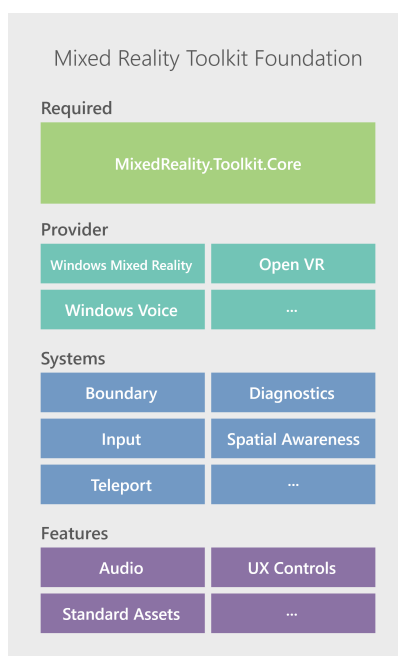 Mixed Reality Toolkit Foundation
Required
MixedReality.Toolkit.Core
Provider
Windows Mixed Reality
Open VR
Windows Voice
...
Systems
Boundary
Diagnostics
Input
Spatial Awareness
Teleport
...
Features
Audio
UX Controls
Standard Assets
...